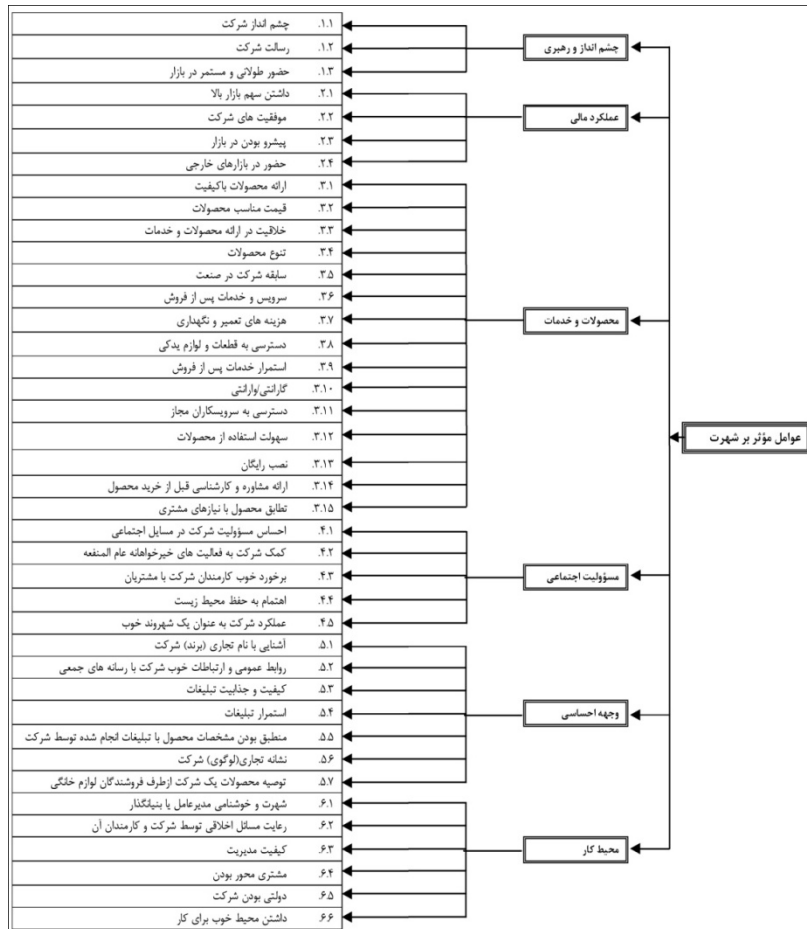 عوامل مؤثر بر شهرت
چشم انداز و رهبری
۱.۱. چشم انداز شرکت
۱.۲. رسالت شرکت
۱.۳. حضور طولانی و مستمر در بازار
عملکرد مالی
۲.۱. داشتن سهم بازار بالا
۲.۲. موفقیت های شرکت
۲.۳. پیشرو بودن در بازار
۲.۴. حضور در بازارهای خارجی
محصولات و خدمات
۳.۱. ارائه محصولات باکیفیت
۳.۲. قیمت مناسب محصولات
۳.۳. خلاقیت در ارائه محصولات و خدمات
۳.۴. تنوع محصولات
۳.۵. سابقه شرکت در صنعت
۳.۶. سرویس و خدمات پس از فروش
۳.۷. هزینه های تعمیر و نگهداری
۳.۸. دسترسی به قطعات و لوازم یدکی
۳.۹. استمرار خدمات پس از فروش
۳.۱۰. گارانتی/وارانتی
۳.۱۱. دسترسی به سرویسکاران مجاز
۳.۱۲. سهولت استفاده از محصولات
۳.۱۳. نصب رایگان
۳.۱۴. ارائه مشاوره و کارشناسی قبل از خرید محصول
۳.۱۵. تطابق محصول با نیازهای مشتری
مسؤولیت اجتماعی
۴.۱. احساس مسؤولیت شرکت در مسایل اجتماعی
۴.۲. کمک شرکت به فعالیت های خیرخواهانه عام المنفعه
۴.۳. برخورد خوب کارمندان شرکت با مشتریان
۴.۴. اهتمام به حفظ محیط زیست
۴.۵. عملکرد شرکت به عنوان یک شهروند خوب
وجهه احساسی
۵.۱. آشنایی با نام تجاری (برند) شرکت
۵.۲. روابط عمومی و ارتباطات خوب شرکت با رسانه های جمعی
۵.۳. کیفیت و جذابیت تبلیغات
۵.۴. استمرار تبلیغات
۵.۵. منطبق بودن مشخصات محصول با تبلیغات انجام شده توسط شرکت
۵.۶. نشانه تجاری(لوگوی) شرکت
۵.۷. توصیه محصولات یک شرکت ازطرف فروشندگان لوازم خانگی
محیط کار
۶.۱. شهرت و خوشنامی مدیرعامل یا بنیانگذار
۶.۲. رعایت مسائل اخلاقی توسط شرکت و کارمندان آن
۶.۳. کیفیت مدیریت
۶.۴. مشتری محور بودن
۶.۵. دولتی بودن شرکت
۶.۶. داشتن محیط خوب برای کار